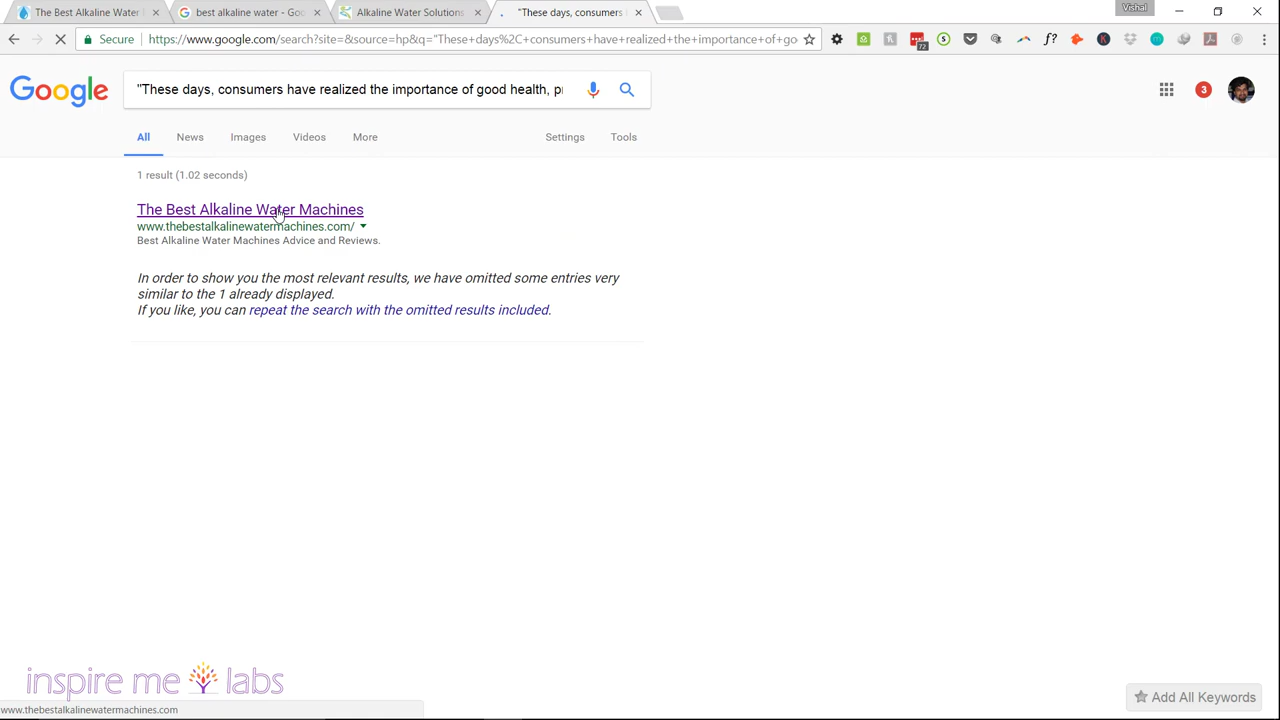 The Best Alkaline Water
best alkaline water - Goo
Alkaline Water Solutions
"These days, consumers
Vishal
Secure
https://www.google.com/search?site=&source=hp&q="These+days%2C+consumers+have+realized+the+importance+of+go
72
Google
"These days, consumers have realized the importance of good health, pr
3
All
News
Images
Videos
More
Settings
Tools
1 result (1.02 seconds)
The Best Alkaline Water Machines
www.thebestalkalinewatermachines.com/
Best Alkaline Water Machines Advice and Reviews.
In order to show you the most relevant results, we have omitted some entries very
similar to the 1 already displayed.
If you like, you can repeat the search with the omitted results included.
inspire me labs
Add All Keywords
www.thebestalkalinewatermachines.com